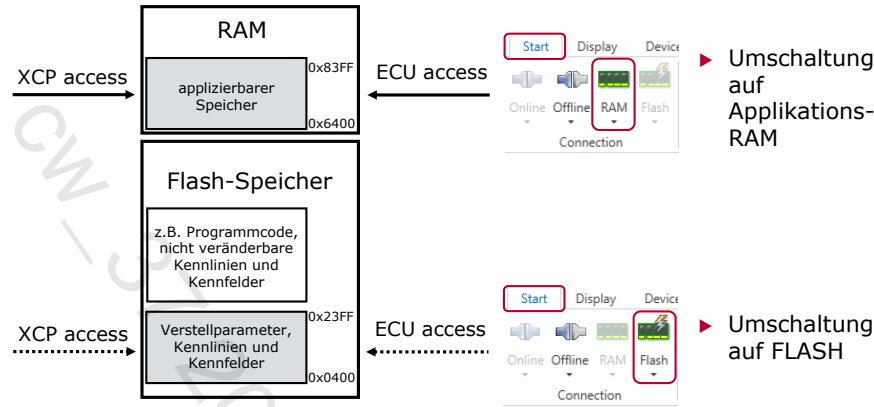 RAM
XCP access
applizierbarer
Speicher
0x83FF
0x6400
ECU access
Start Display Device
Online Offline RAM Flash
Connection
Umschaltung
auf
Applikations-
RAM
Flash-Speicher
z.B. Programmcode,
nicht veränderbare
Kennlinien und
Kennfelder
XCP access
Verstellparameter,
Kennlinien und
Kennfelder
0x23FF
0x0400
ECU access
Start Display Device
Online Offline RAM Flash
Connection
Umschaltung
auf FLASH